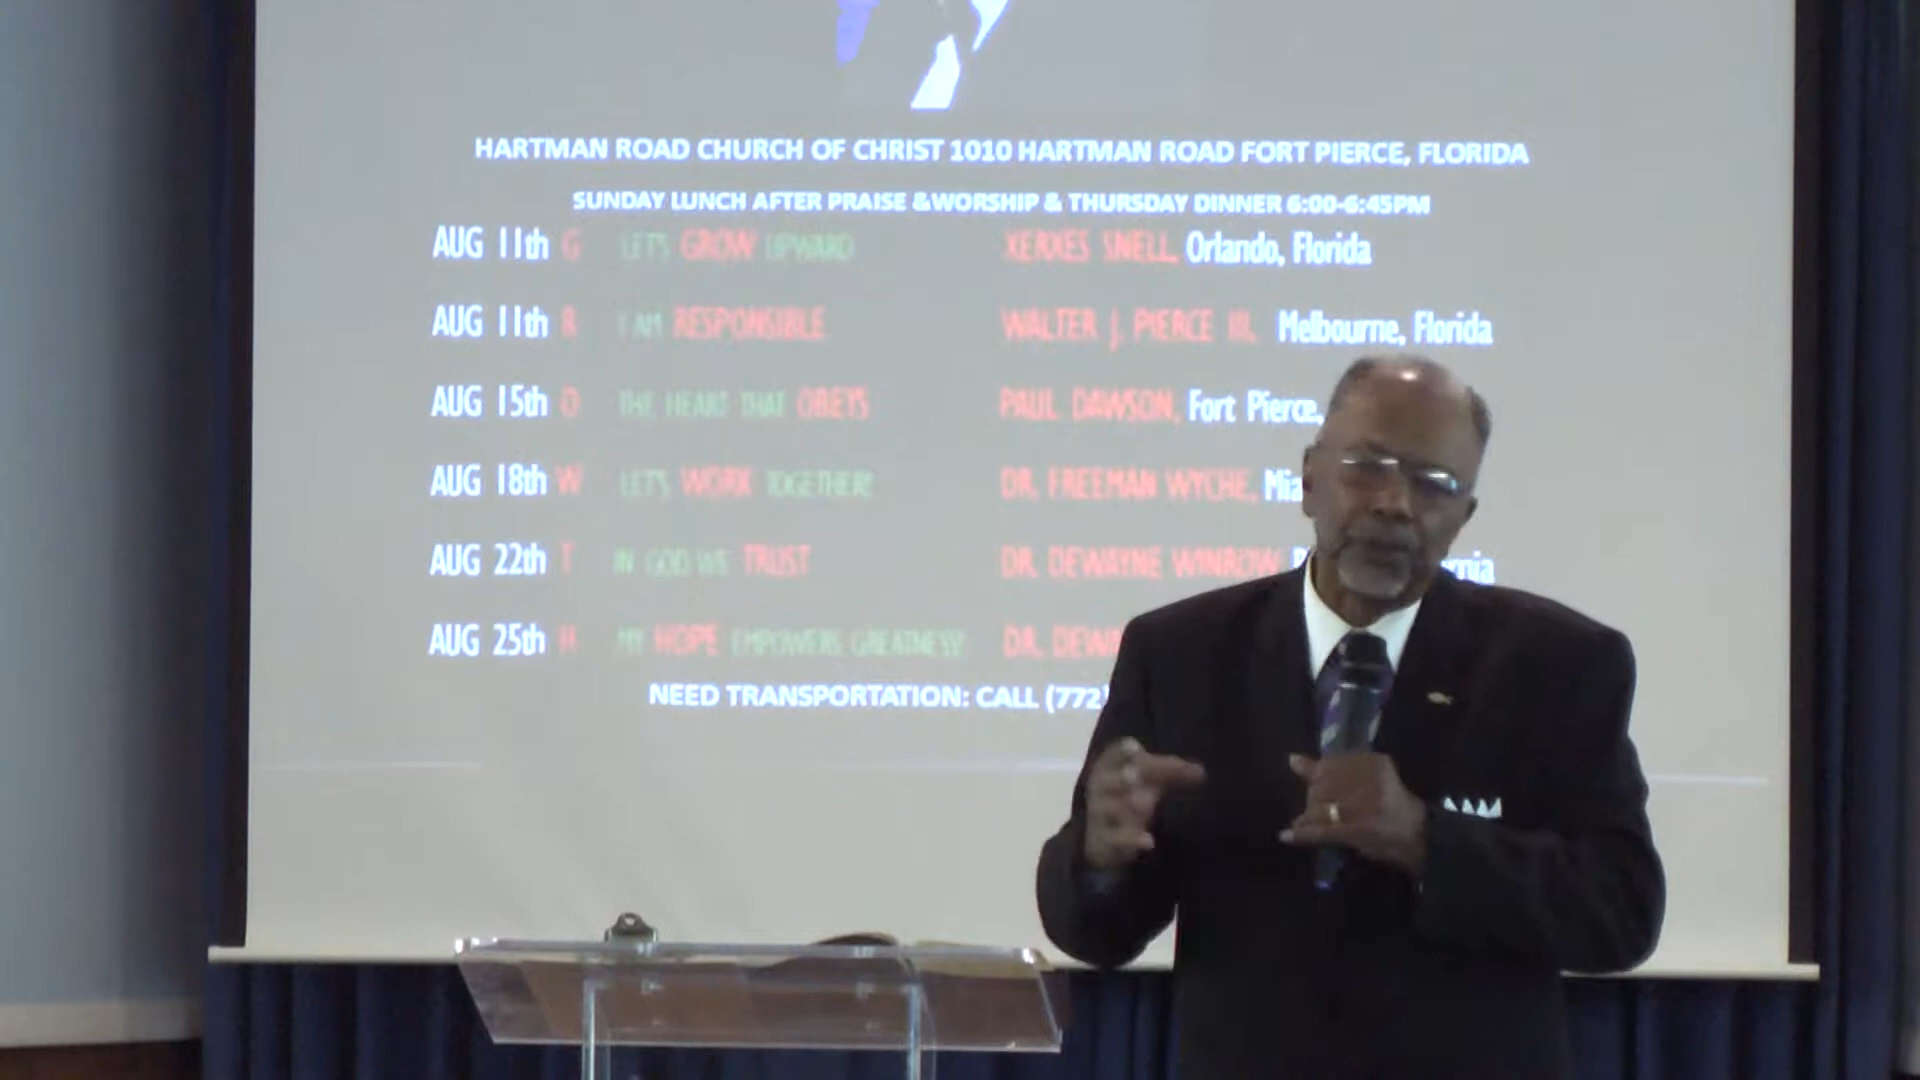 HARTMAN ROAD CHURCH OF CHRIST 1010 HARTMAN ROAD FORT PIERCE, FLORIDA
SUNDAY LUNCH AFTER PRAISE &WORSHIP & THURSDAY DINNER 6:00-6:45PM
AUG 11th G LET'S GROW UPWARD XERXES SNELL, Orlando, Florida
AUG 11th R I AM RESPONSIBLE WALTER J. PIERCE III, Melbourne, Florida
AUG 15th O THE HEART THAT OBEYS PAUL DAWSON, Fort Pierce,
AUG 18th W LET'S WORK TOGETHER! DR. FREEMAN WYCHE,
AUG 22th T IN GOD WE TRUST DR. DEWAYNE WINROW,
AUG 25th H MY HOPE EMPOWERS GREATNESS! DR.
NEED TRANSPORTATION: CALL (772)